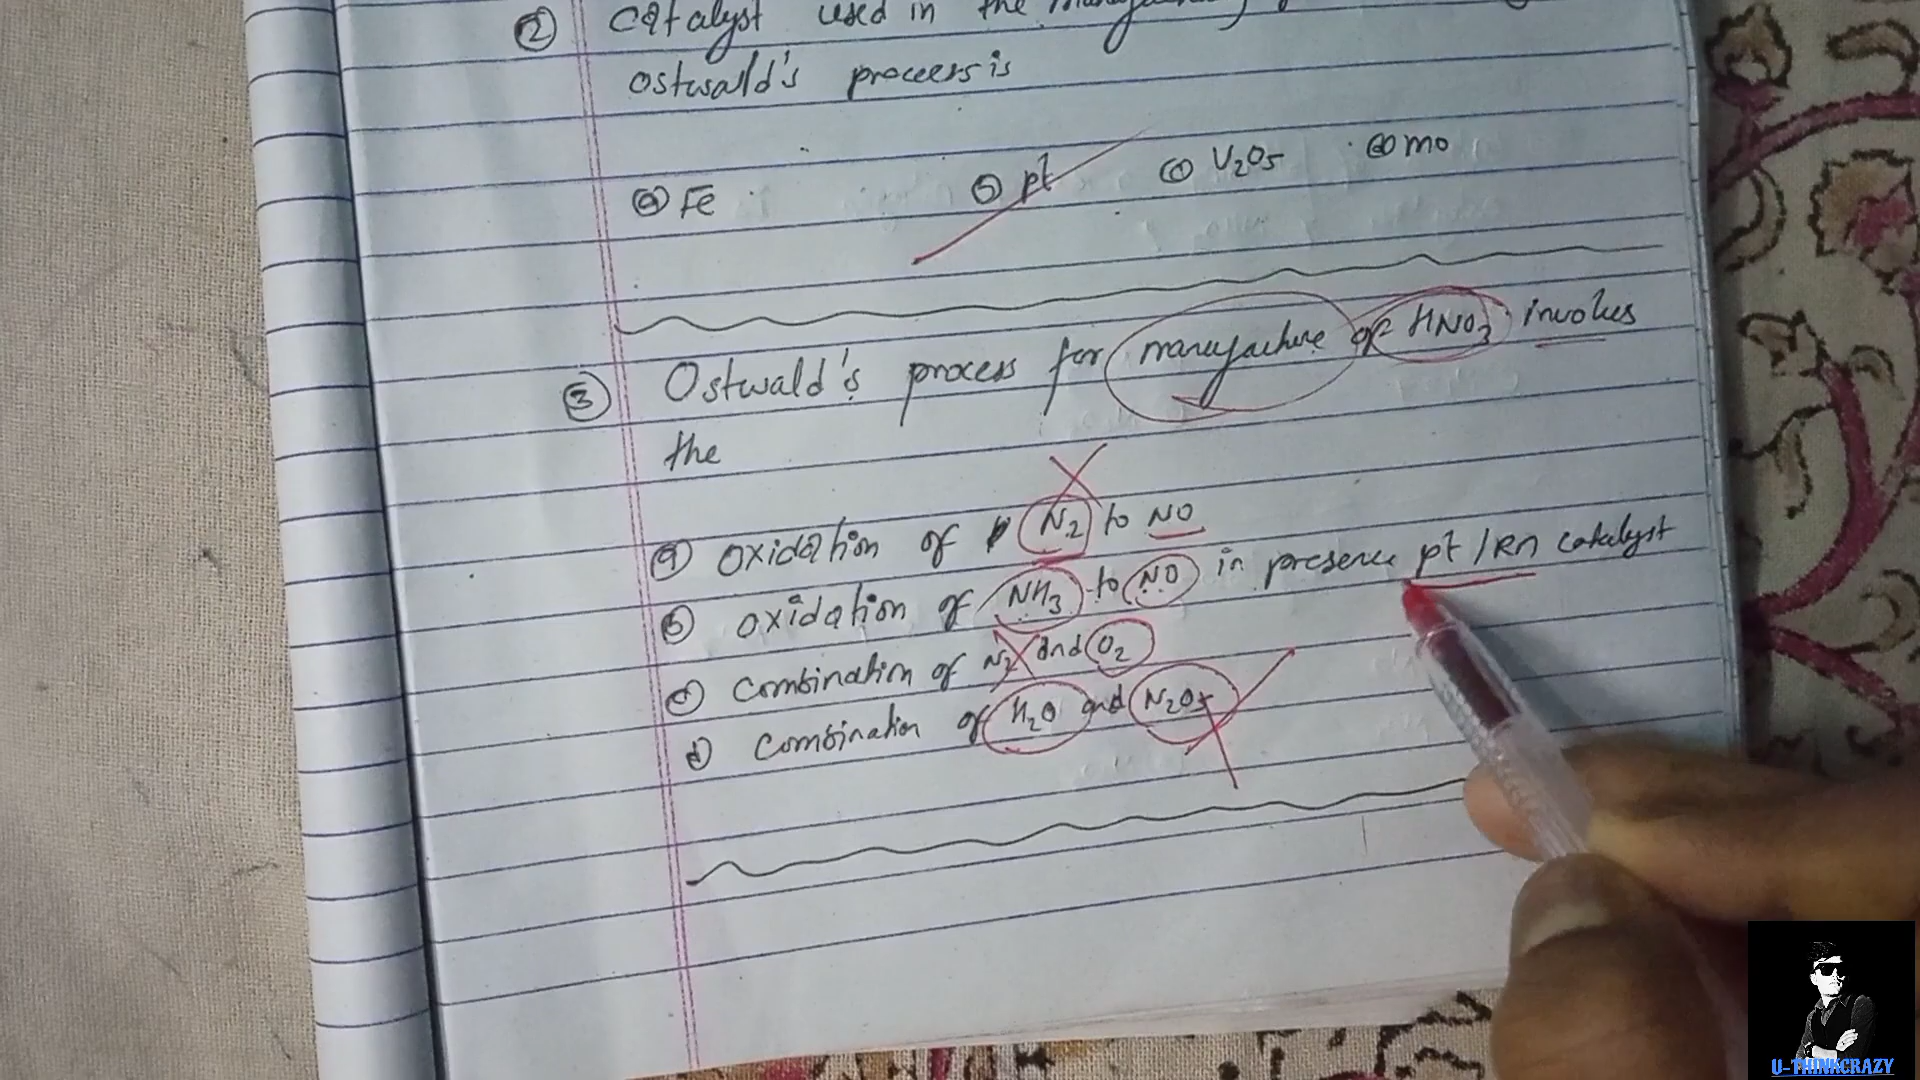 ② Catalyst used in the
Ostwald's process is
ⓐ Fe ⓑ pt ⓒ V₂O₅ ⓓ mo
③ Ostwald's process for manufacture of HNO₃ involves
the
ⓐ oxidation of N₂ to NO
ⓑ oxidation of NH₃ to NO in presence pt / Rn catalyst
ⓒ combination of N₂ and O₂
ⓓ combination of H₂O and N₂O₅
U-THINKCRAZY